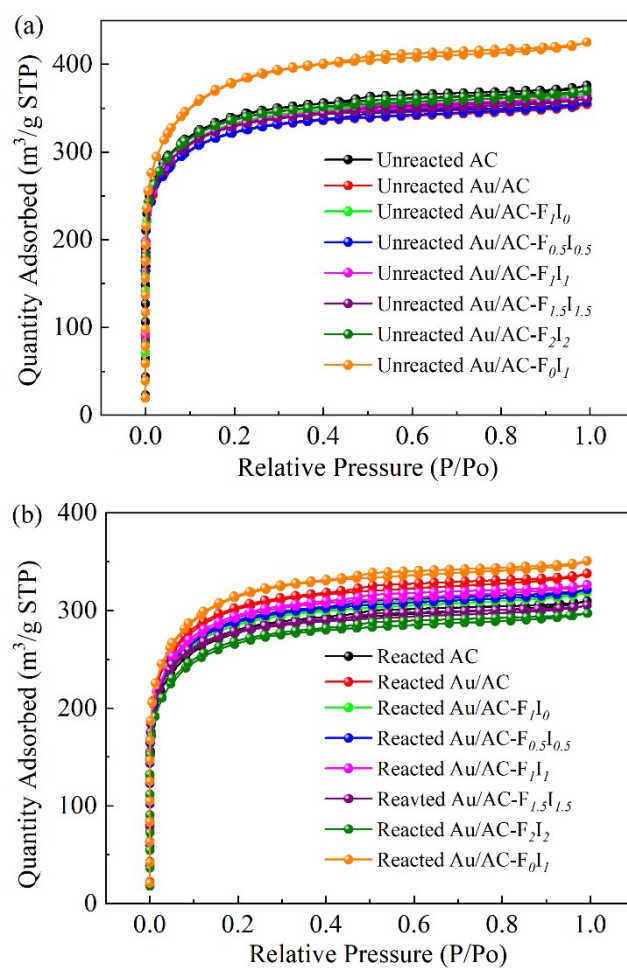 (a)
Quantity Adsorbed (m³/g STP)
400
300
200
100
0
Unreacted AC
Unreacted Au/AC
Unreacted Au/AC-F₁I₀
Unreacted Au/AC-F₀.₅I₀.₅
Unreacted Au/AC-F₁I₁
Unreacted Au/AC-F₁.₅I₁.₅
Unreacted Au/AC-F₂I₂
Unreacted Au/AC-F₀I₁
0.0 0.2 0.4 0.6 0.8 1.0
Relative Pressure (P/Po)
(b)
Quantity Adsorbed (m³/g STP)
400
300
200
100
0
Reacted AC
Reacted Au/AC
Reacted Au/AC-F₁I₀
Reacted Au/AC-F₀.₅I₀.₅
Reacted Au/AC-F₁I₁
Reavted Au/AC-F₁.₅I₁.₅
Reacted Au/AC-F₂I₂
Reacted Au/AC-F₀I₁
0.0 0.2 0.4 0.6 0.8 1.0
Relative Pressure (P/Po)